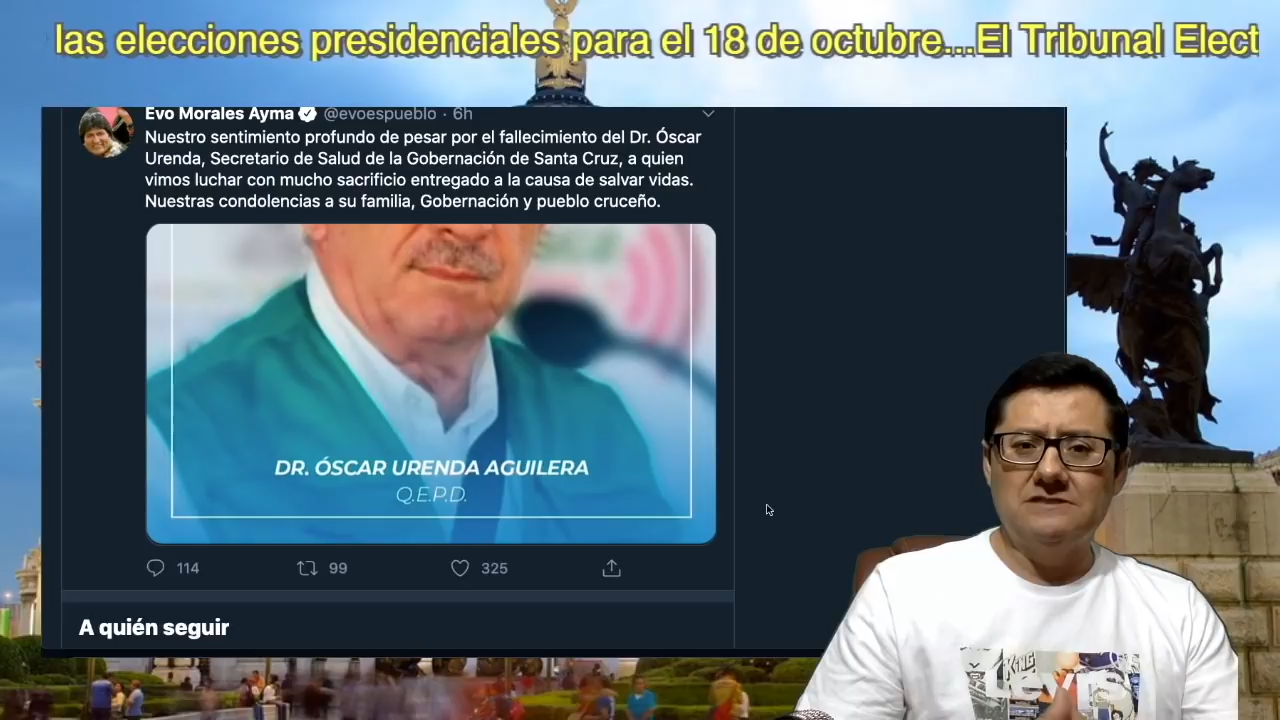 las elecciones presidenciales para el 18 de octubre...El Tribunal Elect
Evo Morales Ayma @evoespueblo · 6h
Nuestro sentimiento profundo de pesar por el fallecimiento del Dr. Óscar
Urenda, Secretario de Salud de la Gobernación de Santa Cruz, a quien
vimos luchar con mucho sacrificio entregado a la causa de salvar vidas.
Nuestras condolencias a su familia, Gobernación y pueblo cruceño.
DR. ÓSCAR URENDA AGUILERA
Q.E.P.D.
114 99 325
A quién seguir
KING
Levi's